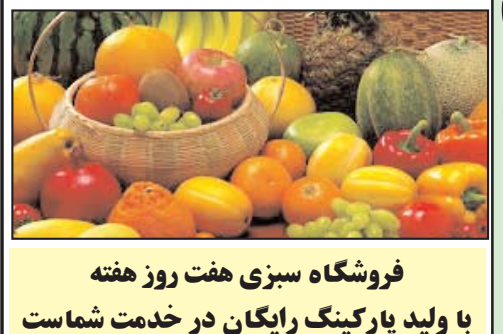 فروشگاه سبزی هفت روز هفته
با ولید پارکینگ رایگان در خدمت شماست